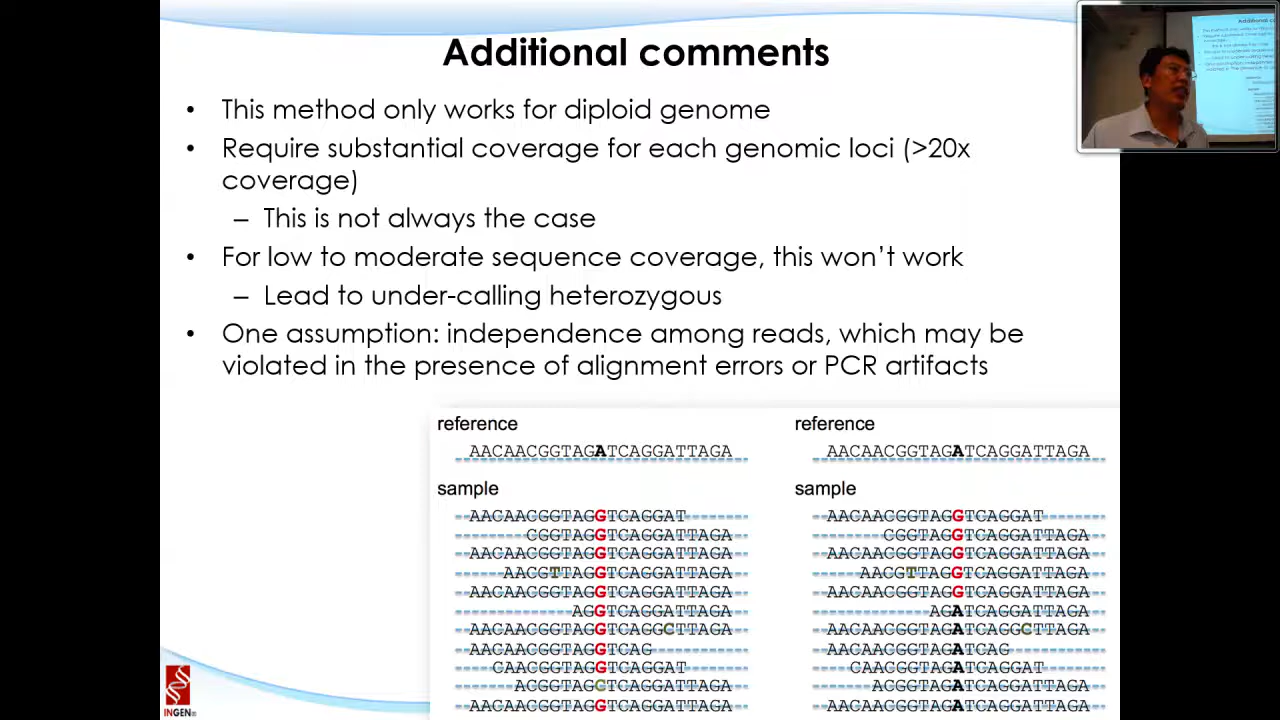 Additional comments
• This method only works for diploid genome
• Require substantial coverage for each genomic loci (>20x
coverage)
– This is not always the case
• For low to moderate sequence coverage, this won't work
– Lead to under-calling heterozygous
• One assumption: independence among reads, which may be
violated in the presence of alignment errors or PCR artifacts
reference
AACAACGGTAGATCAGGATTAGA
sample
AACAACGGTAGGTCAGGAT
CGGTAGGTCAGGATTAGA
AACAACGGTAGGTCAGGATTAGA
AACGTTAGGTCAGGATTAGA
AACAACGGTAGGTCAGGATTAGA
AGGTCAGGATTAGA
AACAACGGTAGGTCAGGCTTAGA
AACAACGGTAGGTCAG
CAACGGTAGGTCAGGAT
ACGGTAGCTCAGGATTAGA
AACAACGGTAGGTCAGGATTAGA
reference
AACAACGGTAGATCAGGATTAGA
sample
AACAACGGTAGGTCAGGAT
CGGTAGGTCAGGATTAGA
AACAACGGTAGGTCAGGATTAGA
AACGTTAGGTCAGGATTAGA
AACAACGGTAGGTCAGGATTAGA
AGATCAGGATTAGA
AACAACGGTAGATCAGGCTTAGA
AACAACGGTAGATCAG
CAACGGTAGATCAGGAT
ACGGTAGATCAGGATTAGA
AACAACGGTAGATCAGGATTAGA
INGEN